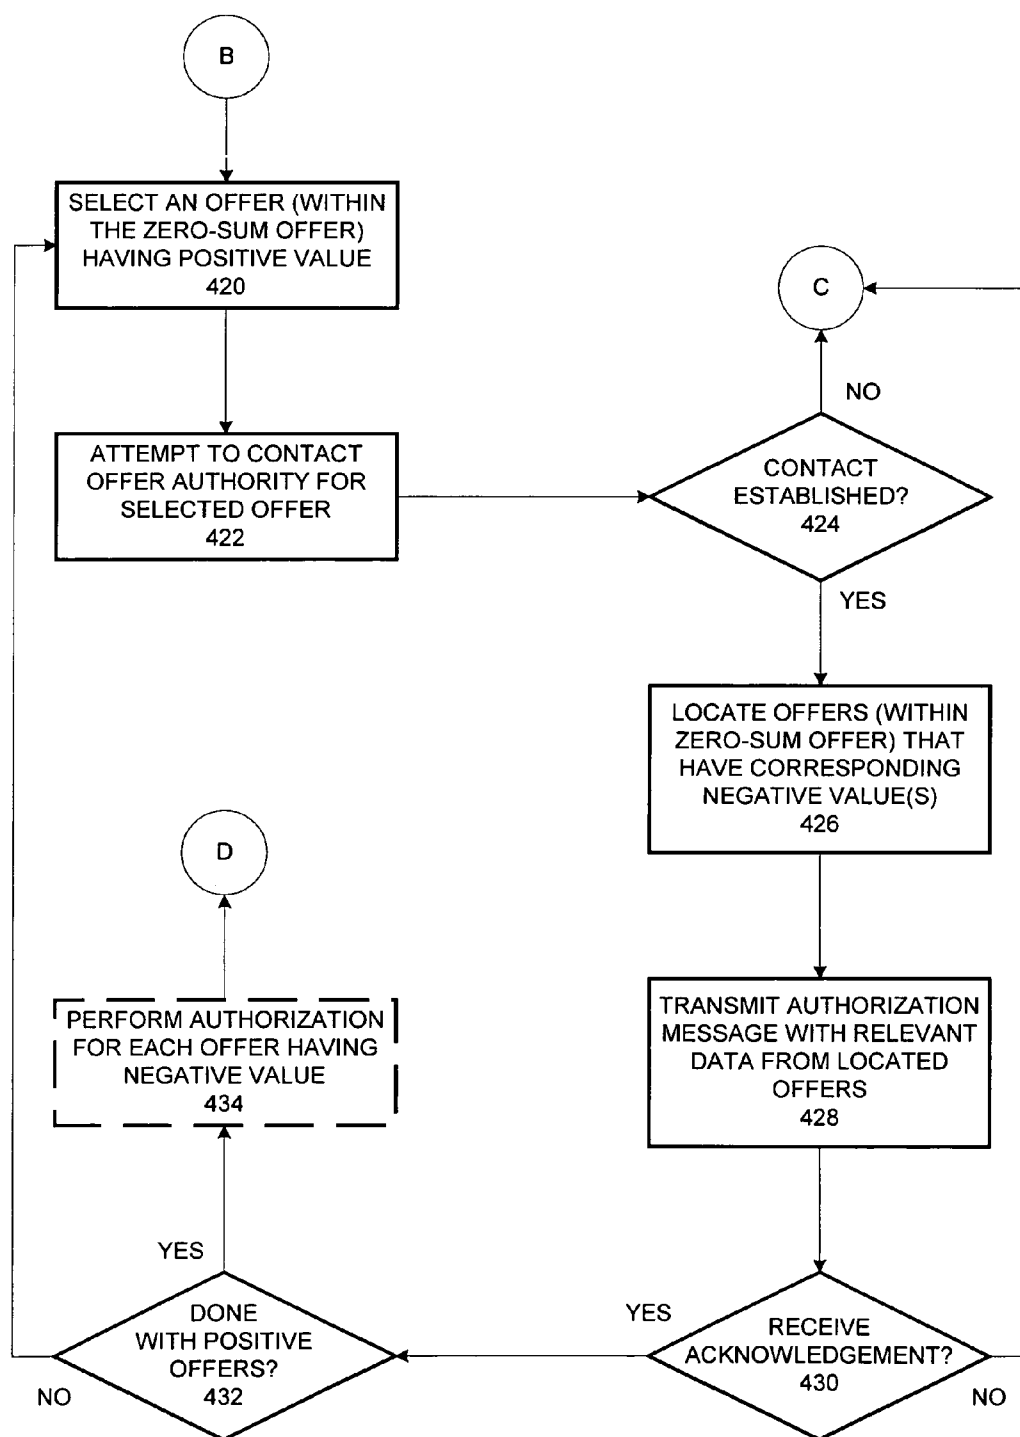 B
SELECT AN OFFER (WITHIN
THE ZERO-SUM OFFER)
HAVING POSITIVE VALUE
420
C
NO
ATTEMPT TO CONTACT
OFFER AUTHORITY FOR
SELECTED OFFER
422
CONTACT
ESTABLISHED?
424
YES
LOCATE OFFERS (WITHIN
ZERO-SUM OFFER) THAT
HAVE CORRESPONDING
NEGATIVE VALUE(S)
426
D
TRANSMIT AUTHORIZATION
MESSAGE WITH RELEVANT
DATA FROM LOCATED
OFFERS
428
PERFORM AUTHORIZATION
FOR EACH OFFER HAVING
NEGATIVE VALUE
434
YES
DONE
WITH POSITIVE
OFFERS?
432
NO
YES
RECEIVE
ACKNOWLEDGEMENT?
430
NO